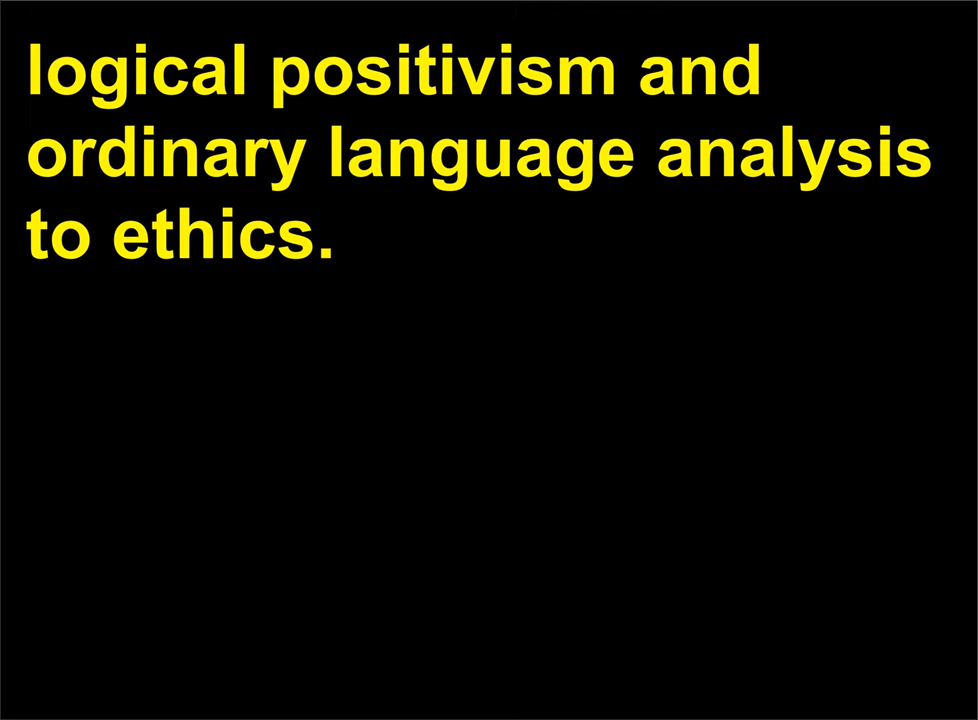 logical positivism and
ordinary language analysis
to ethics.